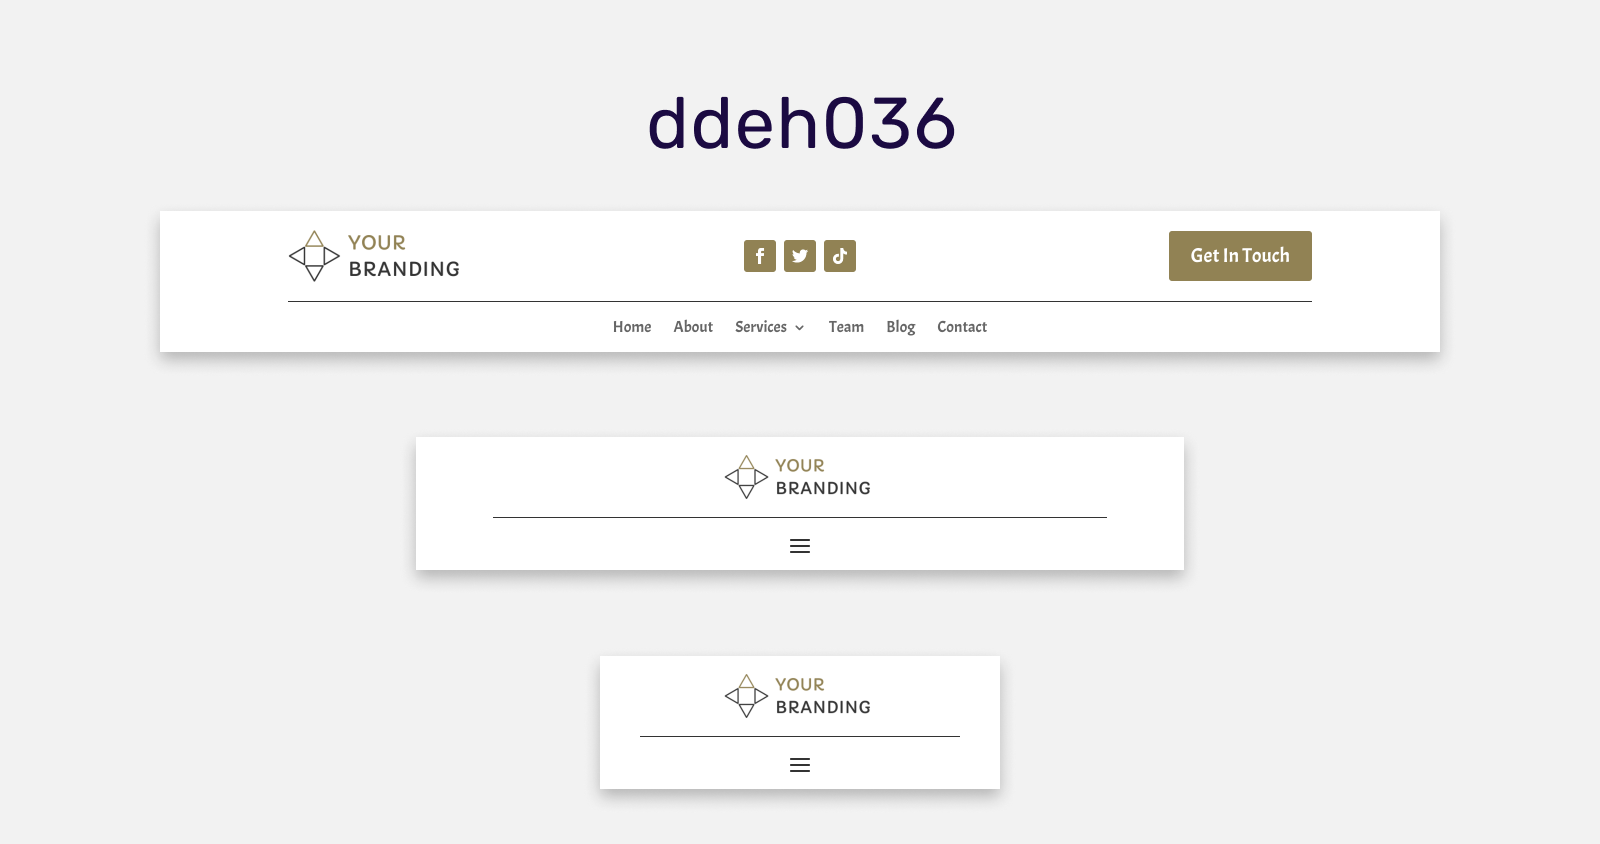 ddeh036
YOUR
BRANDING
Get In Touch
Home About Services Team Blog Contact
YOUR
BRANDING
YOUR
BRANDING